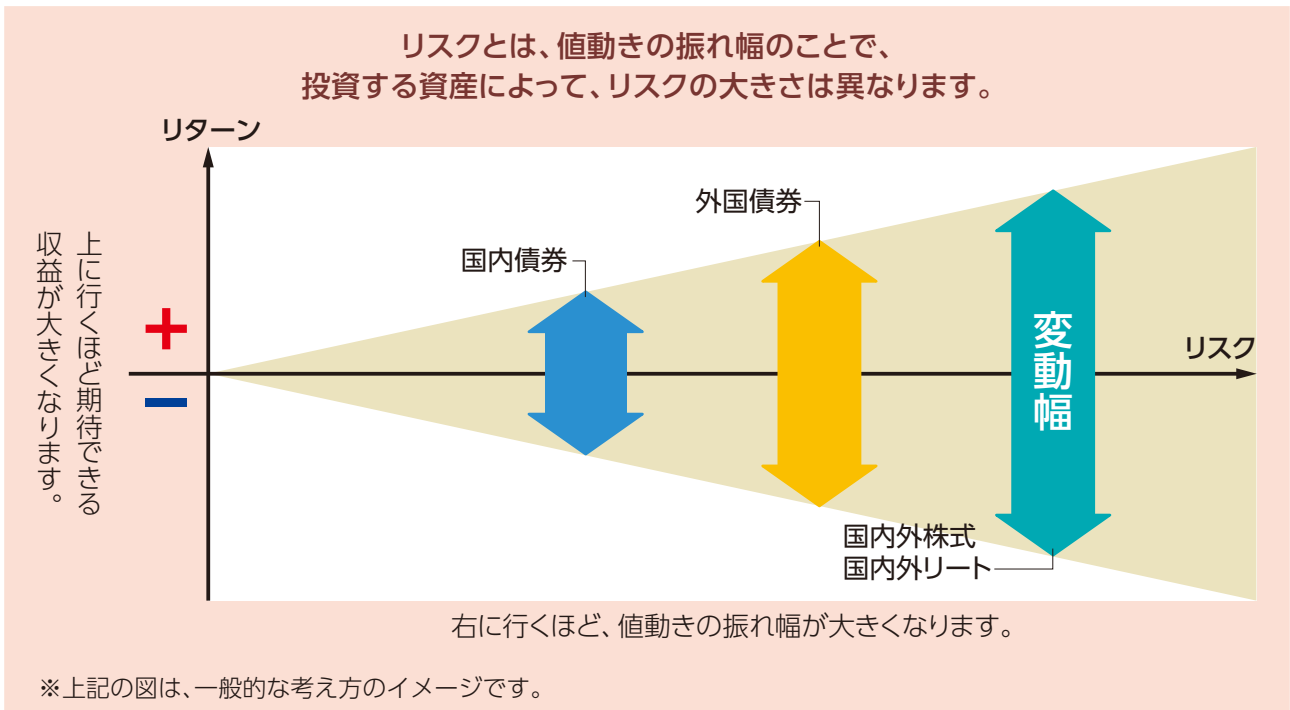 リスクとは、値動きの振れ幅のことで、
投資する資産によって、リスクの大きさは異なります。
リターン
上に行くほど期待できる
収益が大きくなります。
+
−
国内債券
外国債券
変動幅
リスク
国内外株式
国内外リート
右に行くほど、値動きの振れ幅が大きくなります。
※上記の図は、一般的な考え方のイメージです。